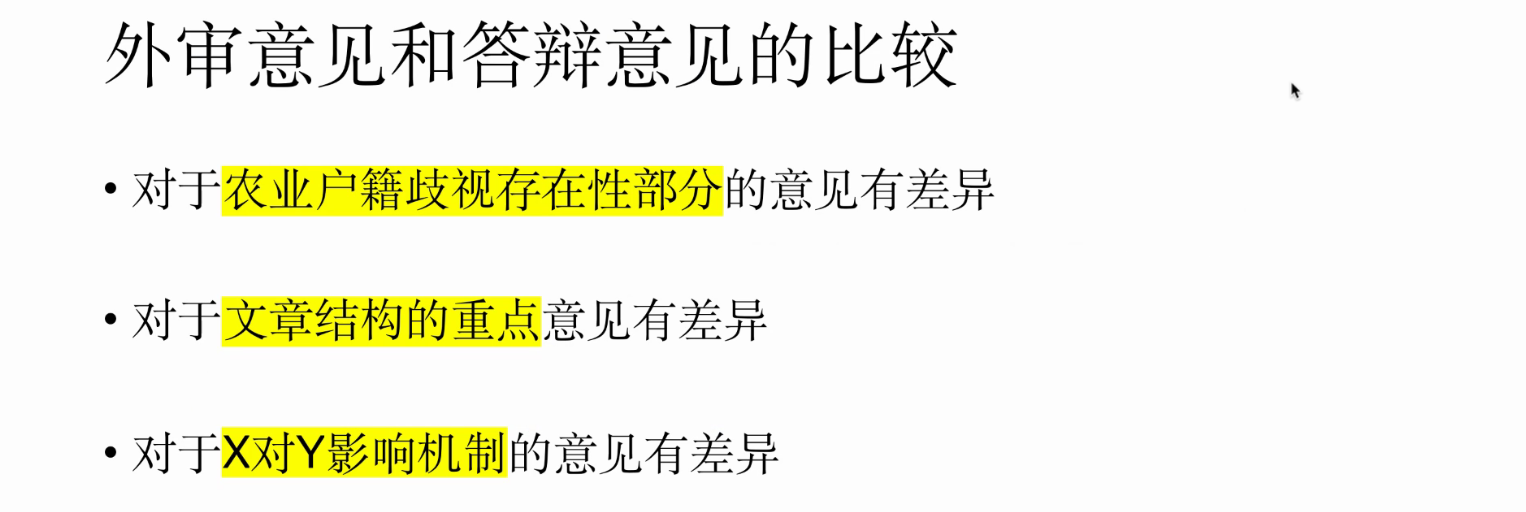 外审意见和答辩意见的比较
• 对于农业户籍歧视存在性部分的意见有差异
• 对于文章结构的重点意见有差异
• 对于X对Y影响机制的意见有差异